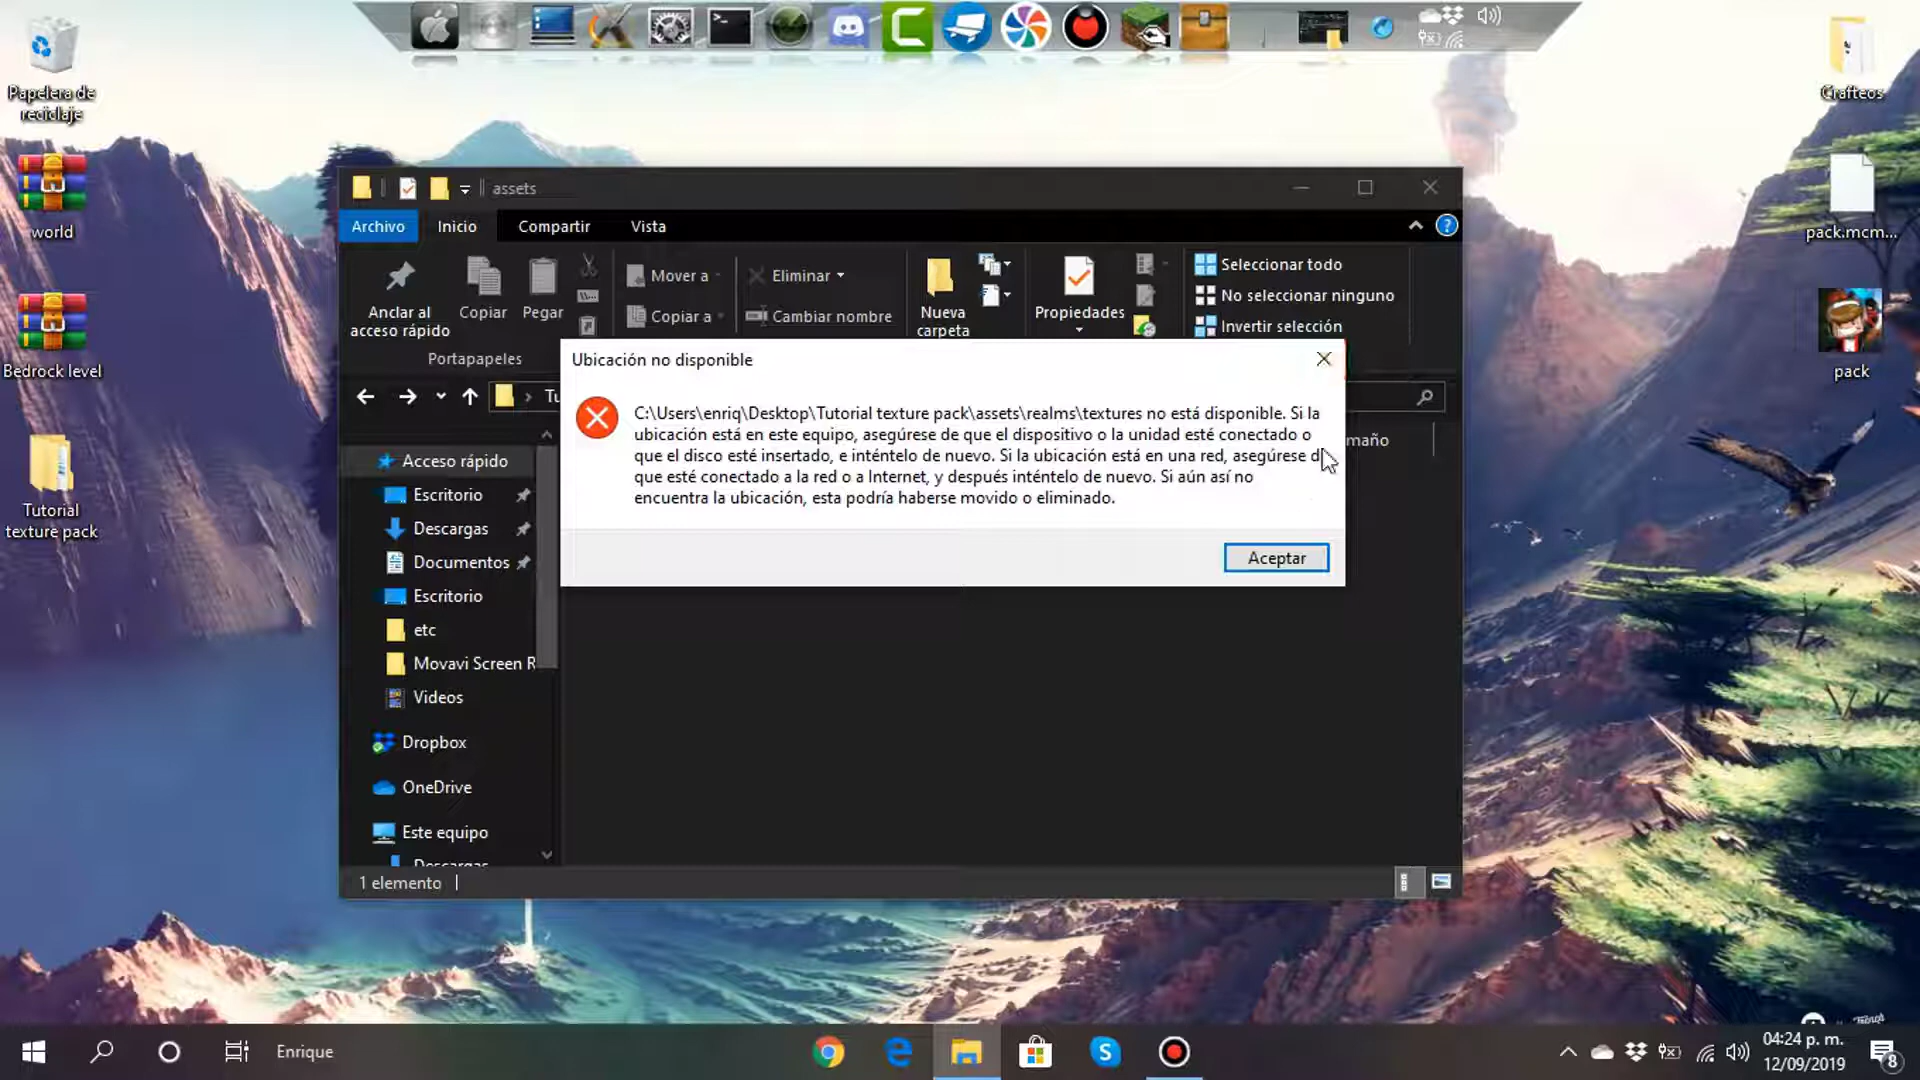 Papelera de
reciclaje
world
Bedrock level
Tutorial
texture pack
Crafteos
pack.mcm...
pack
assets
Archivo
Inicio
Compartir
Vista
Anclar al
acceso rápido
Copiar
Pegar
Portapapeles
Mover a
Copiar a
Eliminar
Cambiar nombre
Nueva
carpeta
Propiedades
Seleccionar todo
No seleccionar ninguno
Invertir selección
Ubicación no disponible
C:\Users\enriq\Desktop\Tutorial texture pack\assets\realms\textures no está disponible. Si la
ubicación está en este equipo, asegúrese de que el dispositivo o la unidad esté conectado o
que el disco esté insertado, e inténtelo de nuevo. Si la ubicación está en una red, asegúrese d
que esté conectado a la red o a Internet, y después inténtelo de nuevo. Si aún así no
encuentra la ubicación, esta podría haberse movido o eliminado.
Aceptar
Tu
maño
Acceso rápido
Escritorio
Descargas
Documentos
Escritorio
etc
Movavi Screen R
Videos
Dropbox
OneDrive
Este equipo
Descargas
1 elemento
Enrique
04:24 p. m.
12/09/2019
8